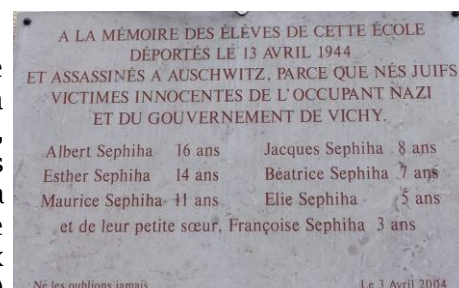 A LA MÉMOIRE DES ÉLÈVES DE CETTE ÉCOLE
DÉPORTÉS LE 13 AVRIL 1944
ET ASSASSINÉS A AUSCHWITZ, PARCE QUE NÉS JUIFS
VICTIMES INNOCENTES DE L'OCCUPANT NAZI
ET DU GOUVERNEMENT DE VICHY.
Albert Sephiha 16 ans Jacques Sephiha 8 ans
Esther Sephiha 14 ans Béatrice Sephiha 7 ans
Maurice Sephiha 11 ans Elie Sephiha 5 ans
et de leur petite sœur, Françoise Sephiha 3 ans
Ne les oublions jamais Le 3 Avril 2004